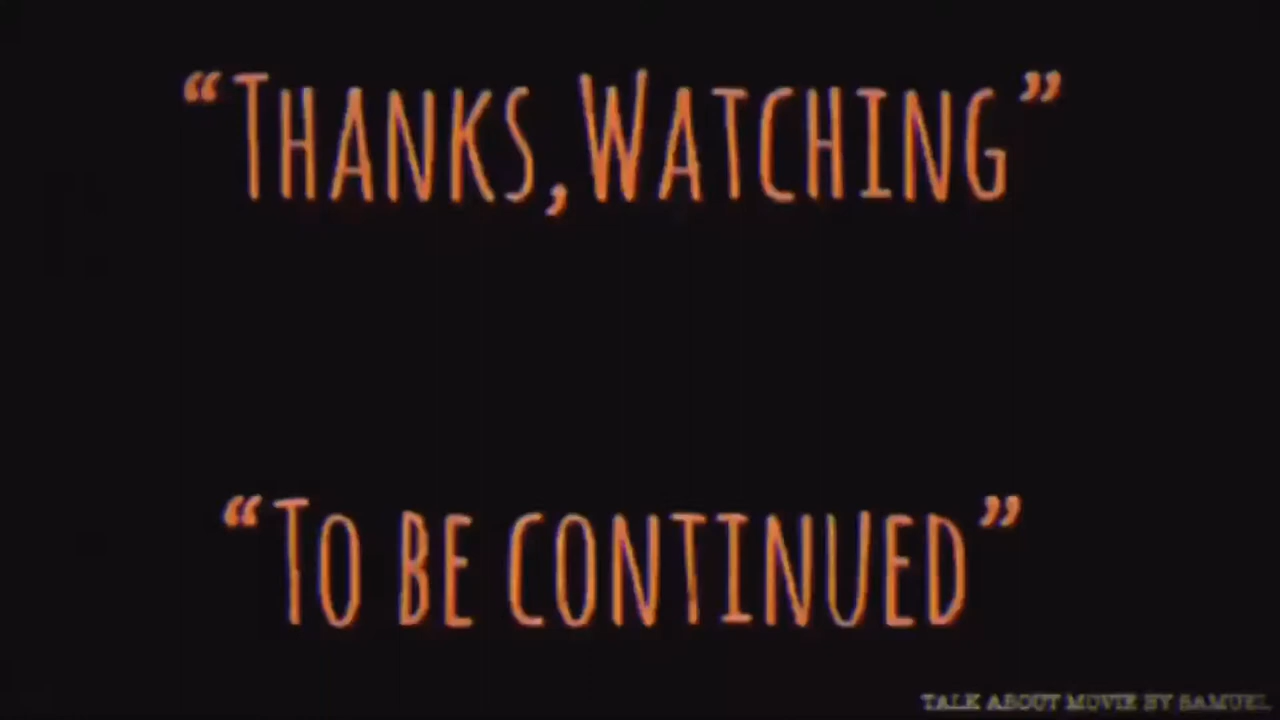 “THANKS,WATCHING”
“TO BE CONTINUED”
TALK ABOUT MOVIE BY SAMUEL